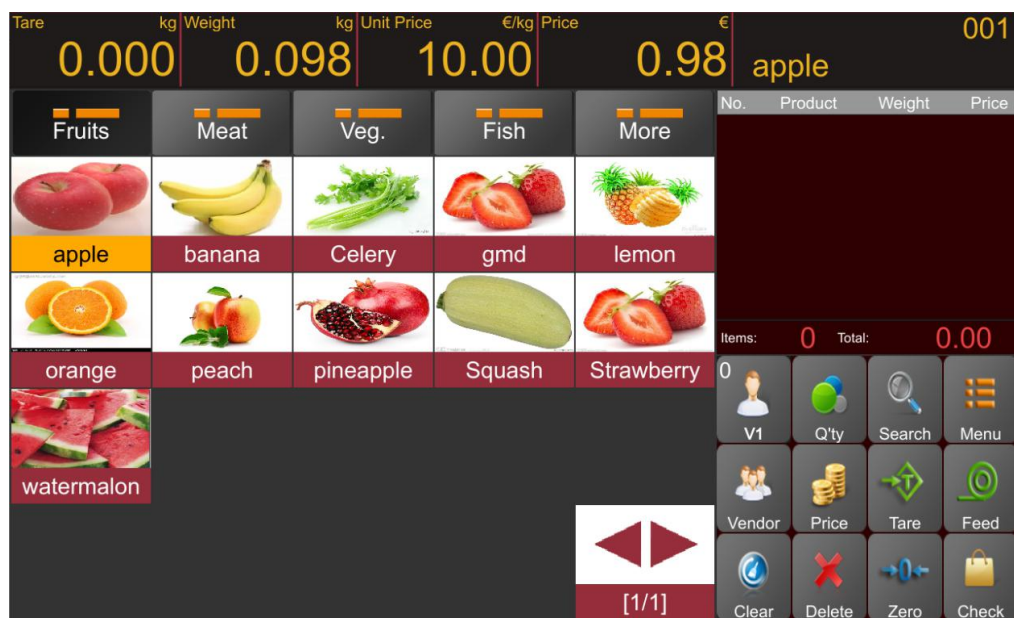 Tare kg Weight kg Unit Price €/kg Price € 001
0.000 0.098 10.00 0.98 apple
No. Product Weight Price
Fruits Meat Veg. Fish More
apple banana Celery gmd lemon
Items: 0 Total: 0.00
orange peach pineapple Squash Strawberry
0
V1 Q'ty Search Menu
watermalon
T
Vendor Price Tare Feed
0
[1/1]
Clear Delete Zero Check